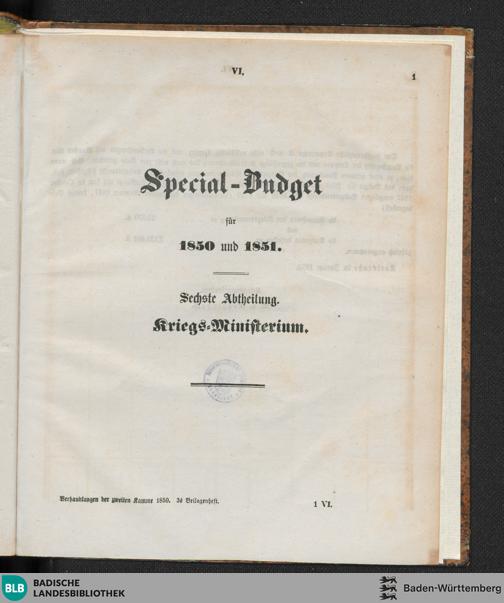 VI.
1
Special-Budget
für
1850 und 1851.
Sechste Abtheilung.
Kriegs-Ministerium.
Verhandlungen der zweiten Kammer 1850. 3s Beilagenheft.
1 VI.
BLB
BADISCHE
LANDESBIBLIOTHEK
Baden-Württemberg